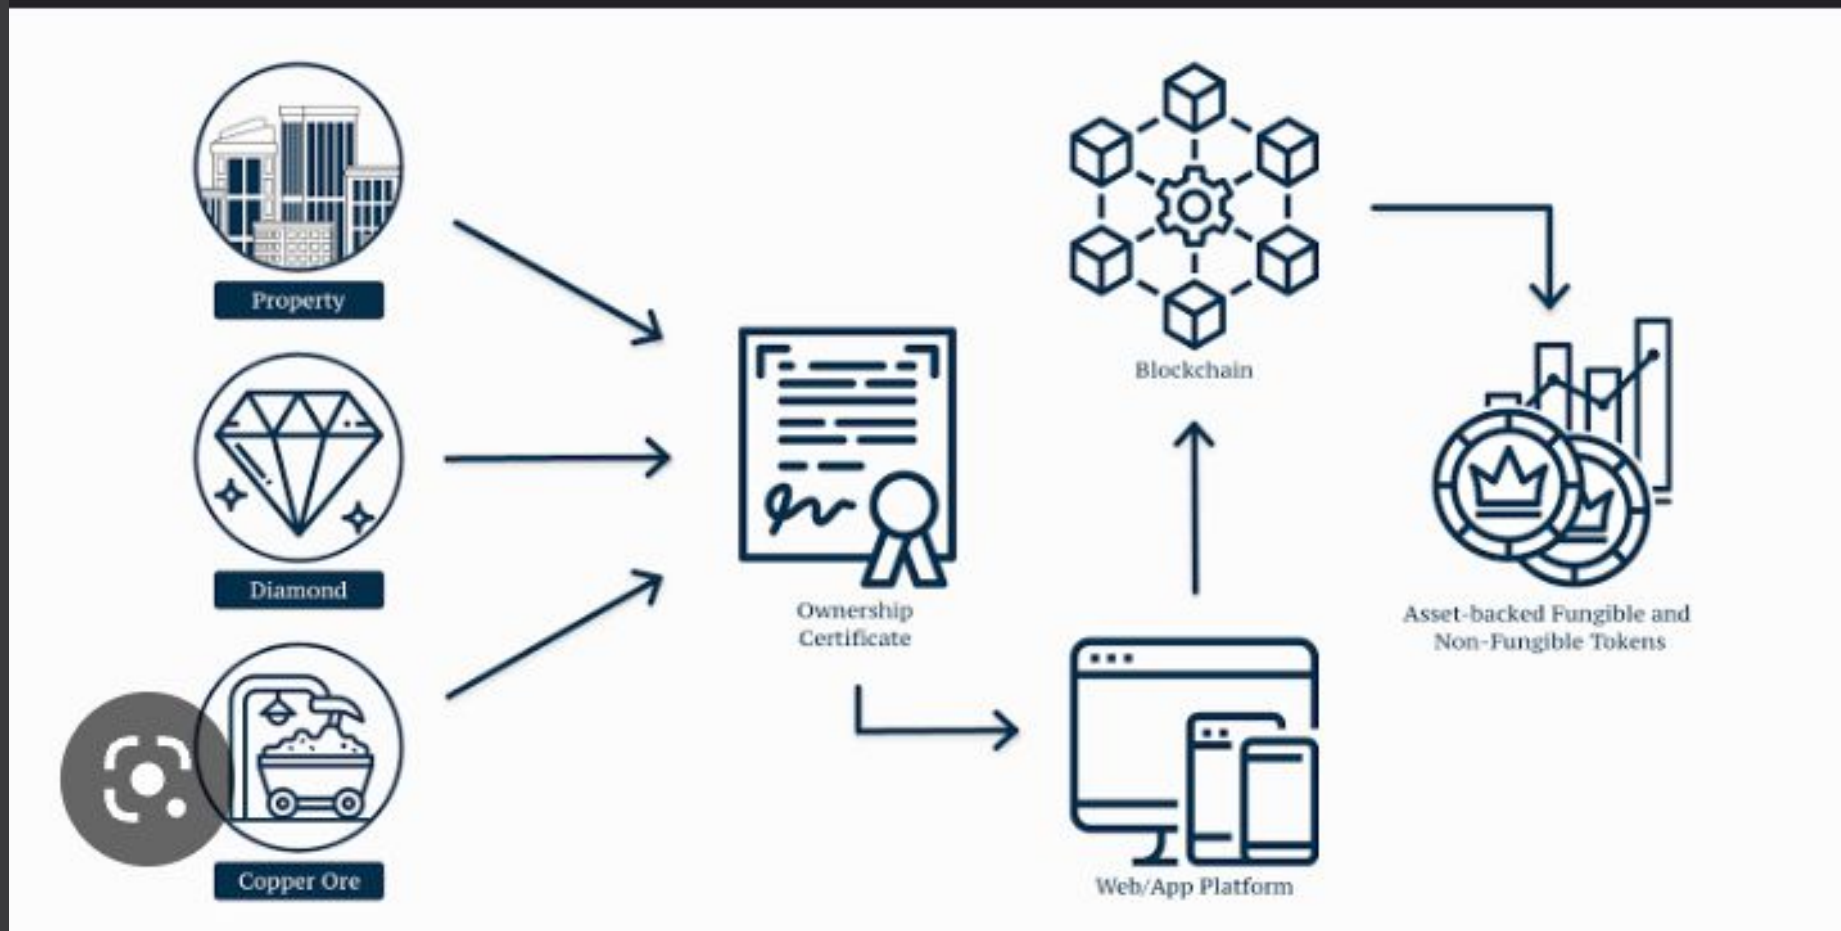 Property
Diamond
Copper Ore
Ownership
Certificate
Blockchain
Web/App Platform
Asset-backed Fungible and
Non-Fungible Tokens